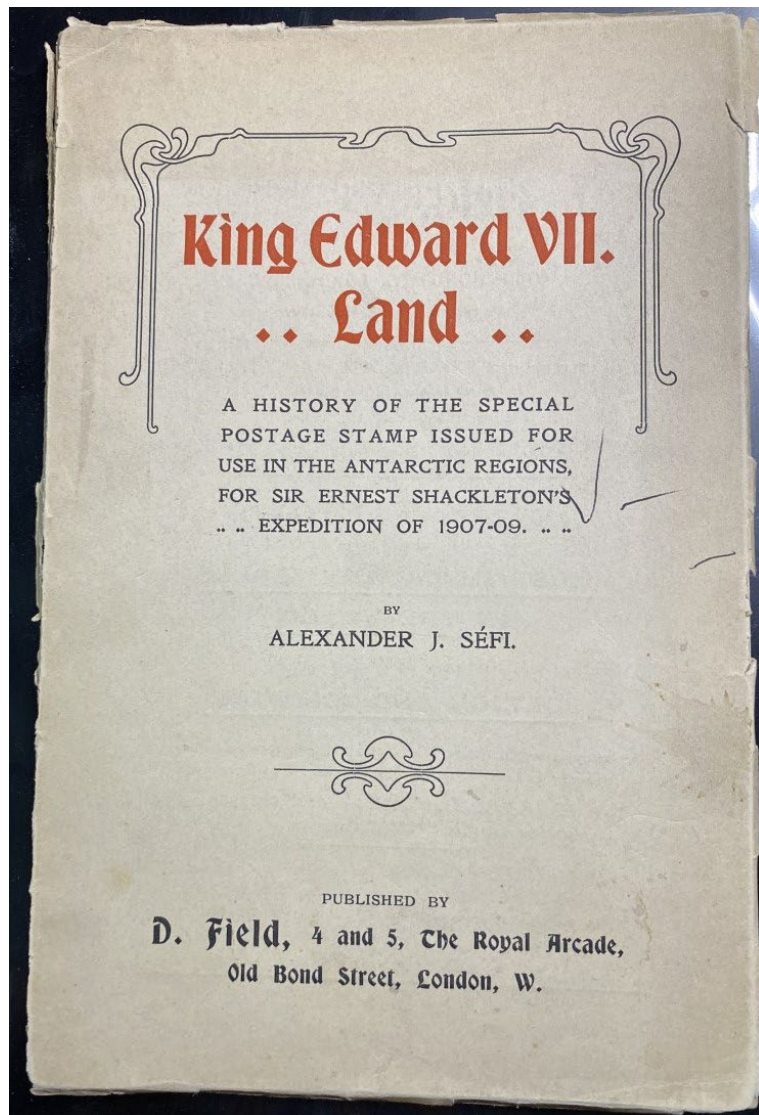 King Edward VII.
.. Land ..
A HISTORY OF THE SPECIAL
POSTAGE STAMP ISSUED FOR
USE IN THE ANTARCTIC REGIONS,
FOR SIR ERNEST SHACKLETON'S
.. .. EXPEDITION OF 1907-09. .. ..
BY
ALEXANDER J. SÉFI.
PUBLISHED BY
D. Field, 4 and 5, The Royal Arcade,
Old Bond Street, London, W.